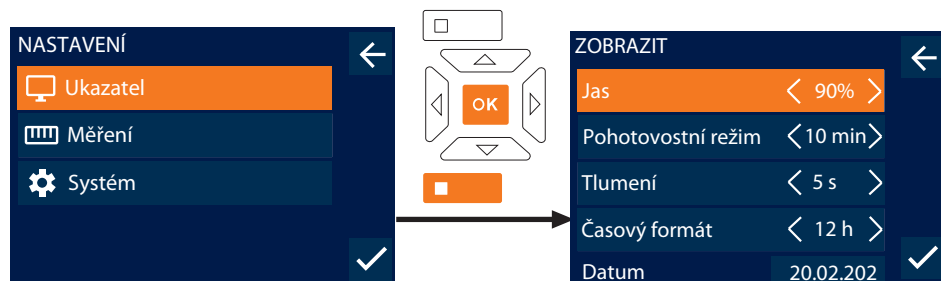 NASTAVENÍ
Ukazatel
Měření
Systém
OK
ZOBRAZIT
Jas 90%
Pohotovostní režim 10 min
Tlumení 5 s
Časový formát 12 h
Datum 20.02.202